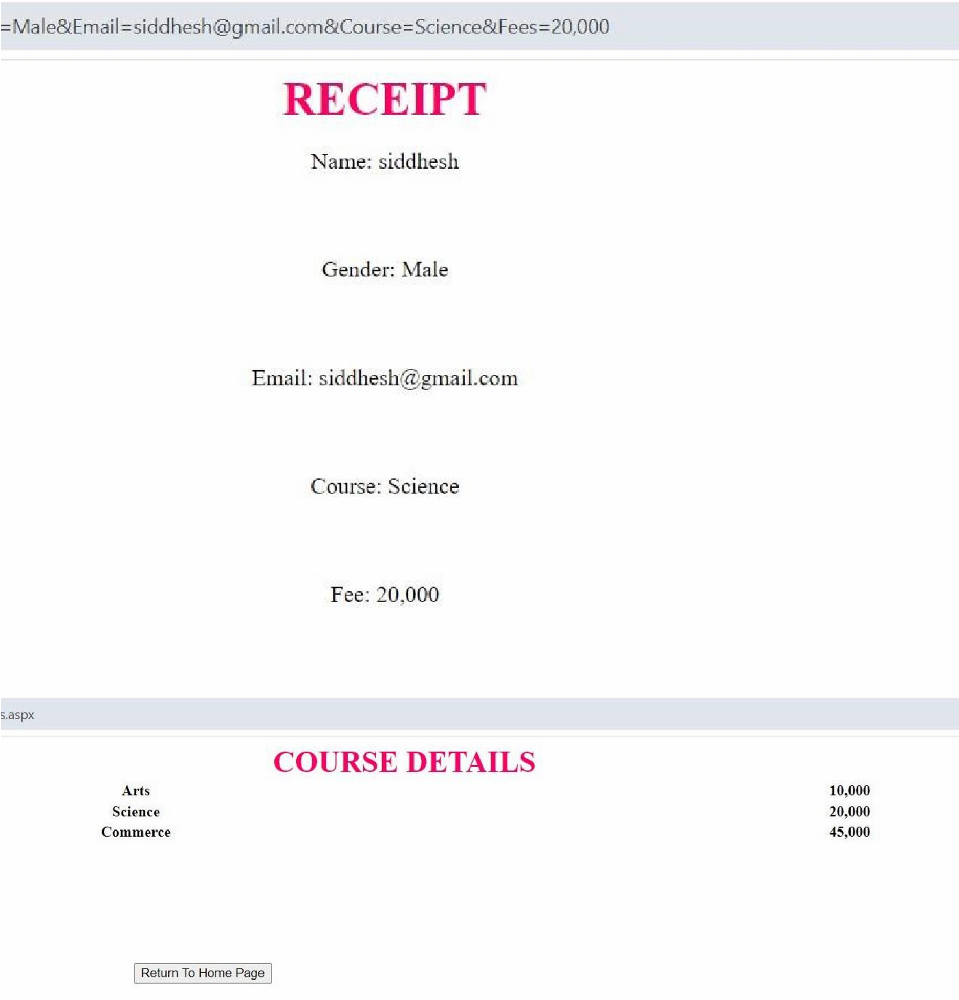 =Male&Email=siddhesh@gmail.com&Course=Science&Fees=20,000
RECEIPT
Name: siddhesh
Gender: Male
Email: siddhesh@gmail.com
Course: Science
Fee: 20,000
s.aspx
COURSE DETAILS
Arts 10,000
Science 20,000
Commerce 45,000
Return To Home Page